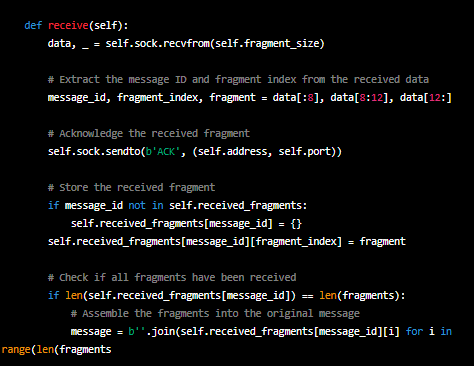 def receive(self):
    data, _ = self.sock.recvfrom(self.fragment_size)
    # Extract the message ID and fragment index from the received data
    message_id, fragment_index, fragment = data[:8], data[8:12], data[12:]
    # Acknowledge the received fragment
    self.sock.sendto(b'ACK', (self.address, self.port))
    # Store the received fragment
    if message_id not in self.received_fragments:
        self.received_fragments[message_id] = {}
    self.received_fragments[message_id][fragment_index] = fragment
    # Check if all fragments have been received
    if len(self.received_fragments[message_id]) == len(fragments):
        # Assemble the fragments into the original message
        message = b''.join(self.received_fragments[message_id][i] for i in
range(len(fragments